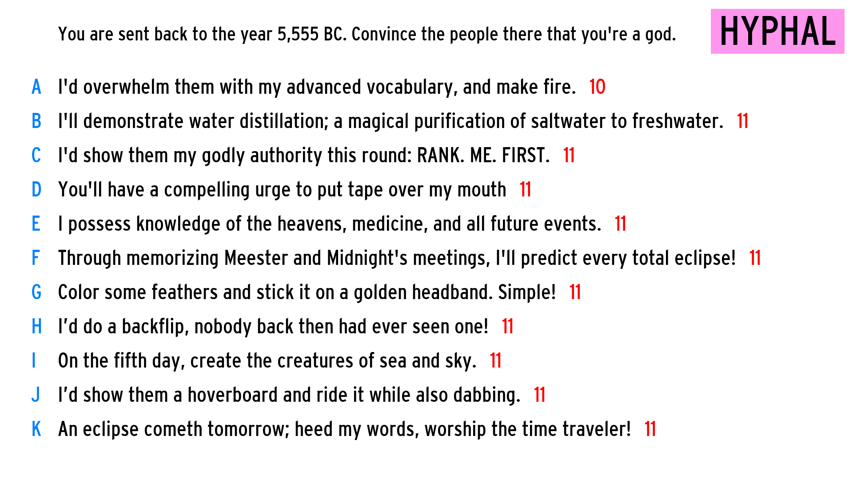 You are sent back to the year 5,555 BC. Convince the people there that you're a god.
HYPHAL
A I'd overwhelm them with my advanced vocabulary, and make fire. 10
B I'll demonstrate water distillation; a magical purification of saltwater to freshwater. 11
C I'd show them my godly authority this round: RANK. ME. FIRST. 11
D You'll have a compelling urge to put tape over my mouth 11
E I possess knowledge of the heavens, medicine, and all future events. 11
F Through memorizing Meester and Midnight's meetings, I'll predict every total eclipse! 11
G Color some feathers and stick it on a golden headband. Simple! 11
H I’d do a backflip, nobody back then had ever seen one! 11
I On the fifth day, create the creatures of sea and sky. 11
J I’d show them a hoverboard and ride it while also dabbing. 11
K An eclipse cometh tomorrow; heed my words, worship the time traveler! 11